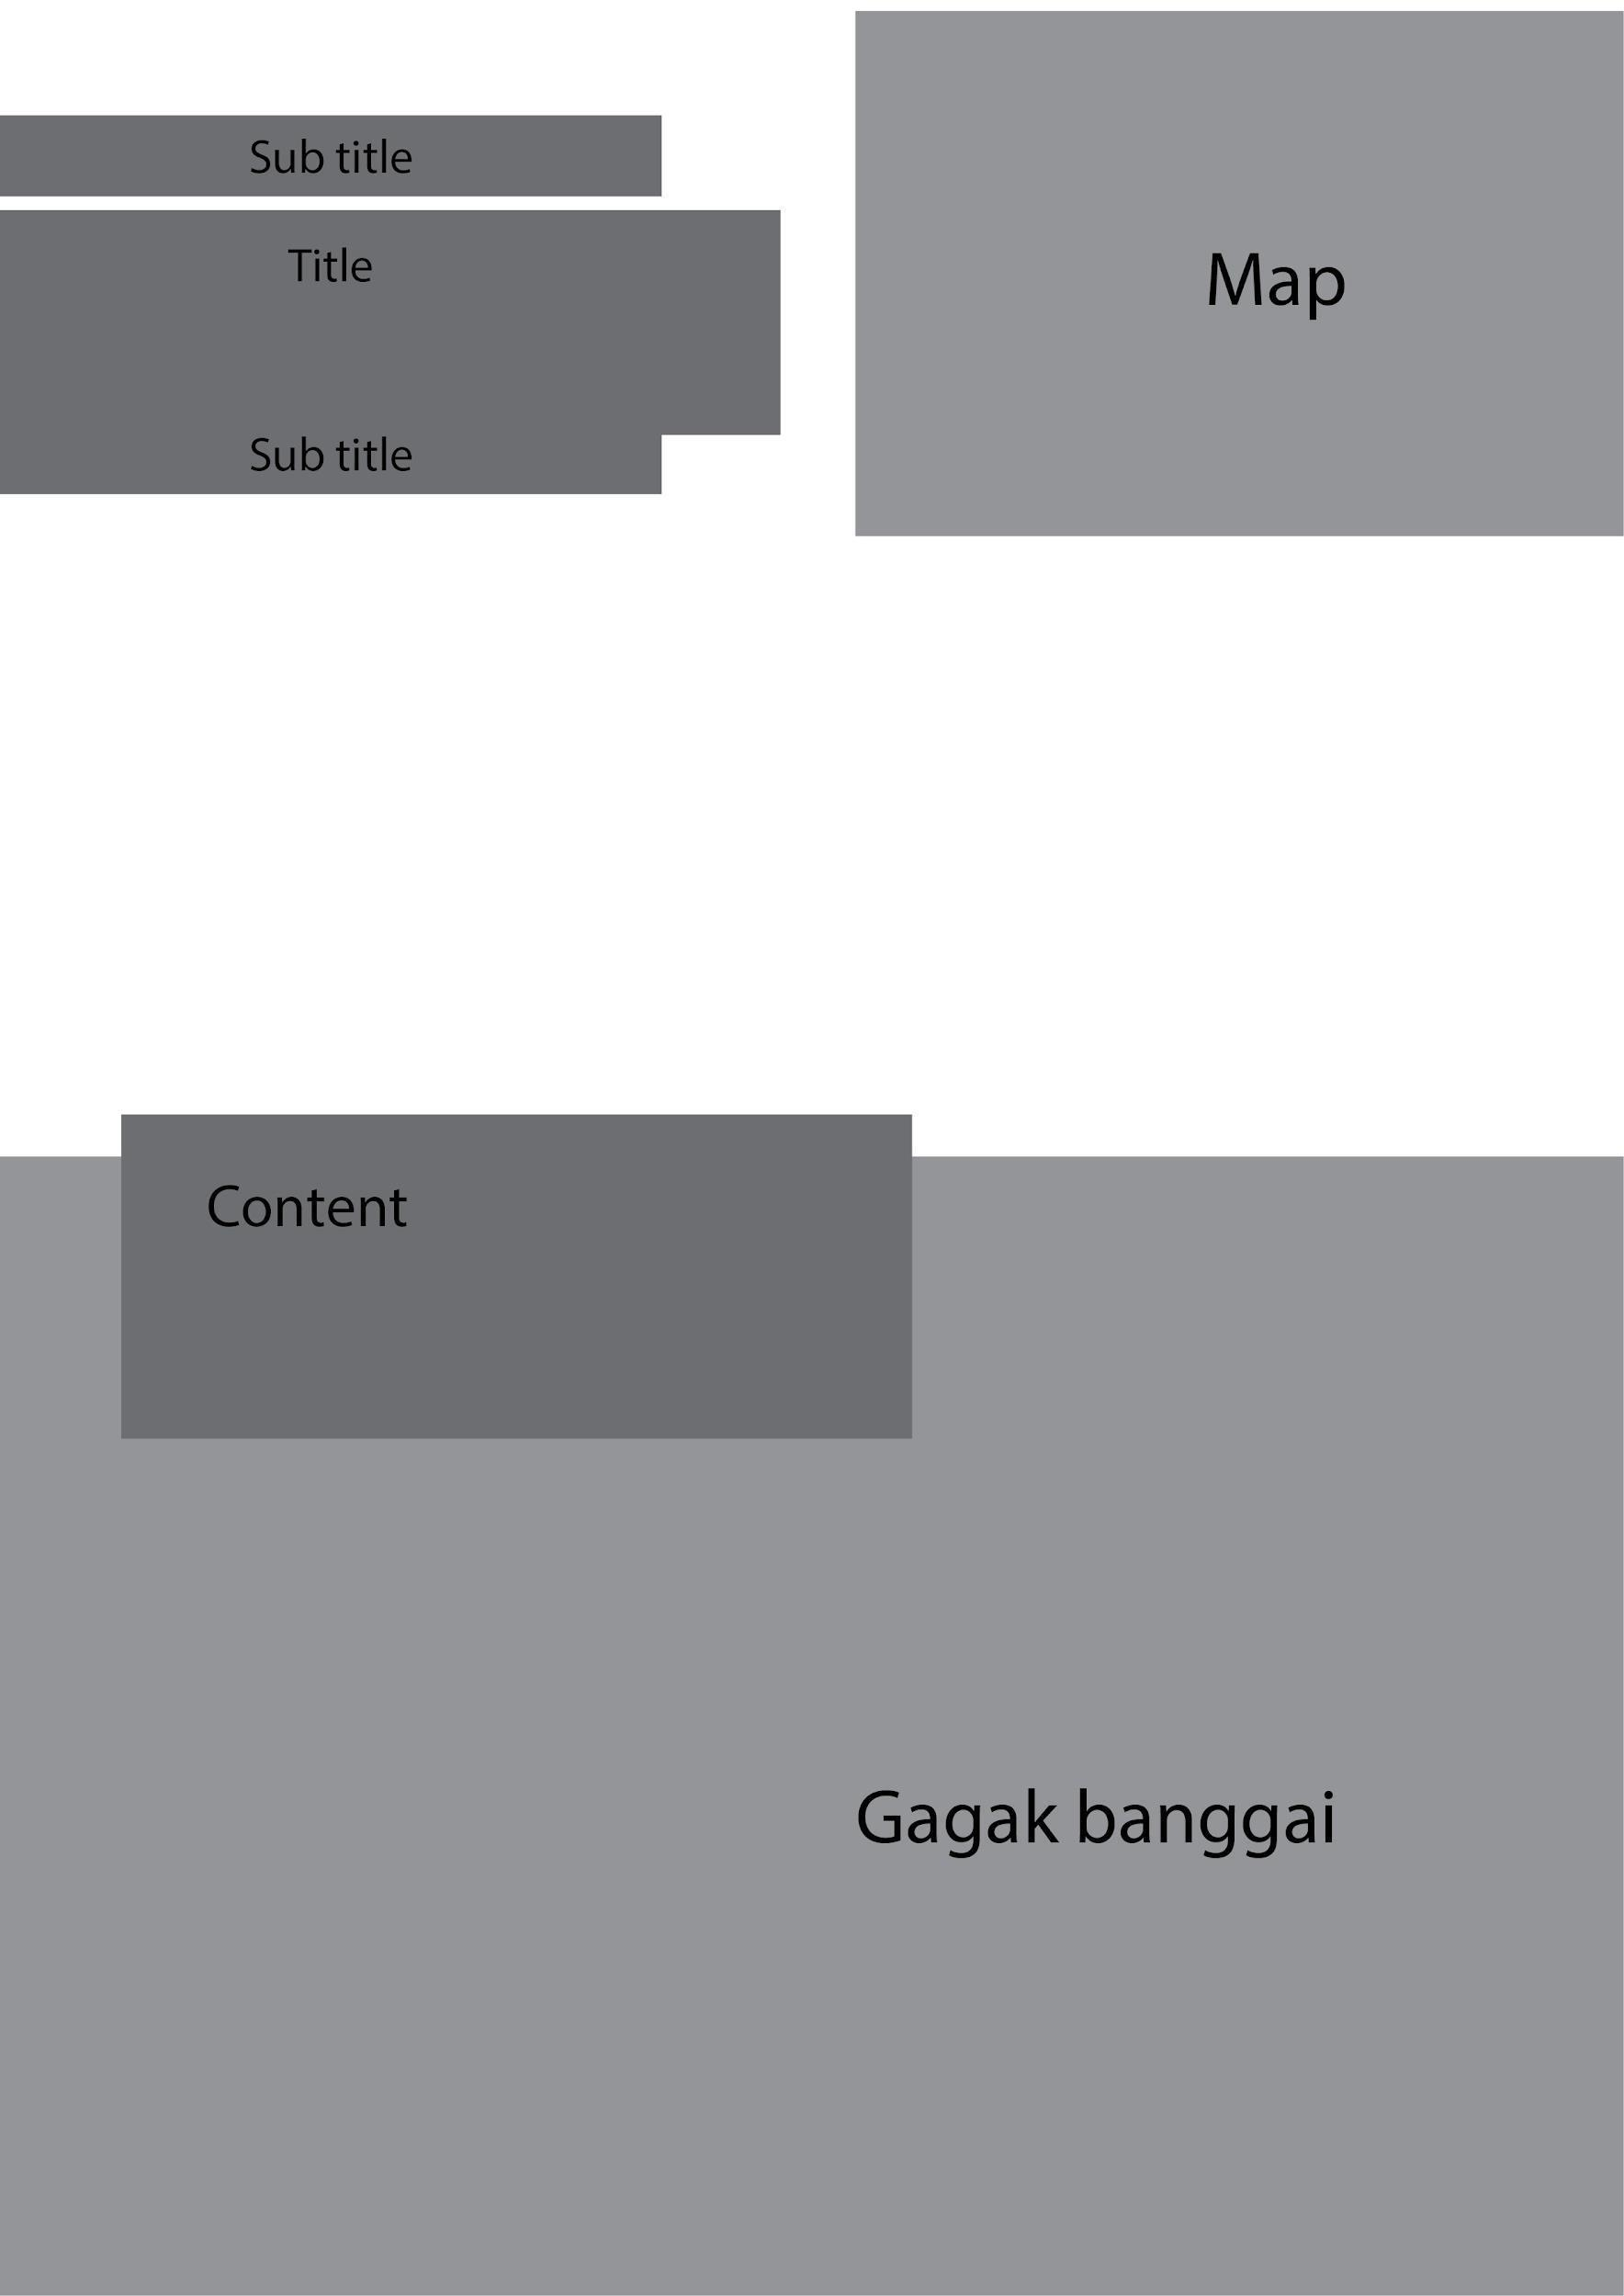 Sub title
Title
Sub title
Map
Content
Gagak banggai